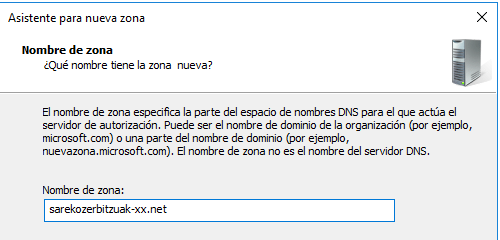 Asistente para nueva zona
Nombre de zona
¿Qué nombre tiene la zona nueva?
El nombre de zona especifica la parte del espacio de nombres DNS para el que actúa el
servidor de autorización. Puede ser el nombre de dominio de la organización (por ejemplo,
microsoft.com) o una parte del nombre de dominio (por ejemplo,
nuevazona.microsoft.com). El nombre de zona no es el nombre del servidor DNS.
Nombre de zona:
sarekozerbitzuak-xx.net